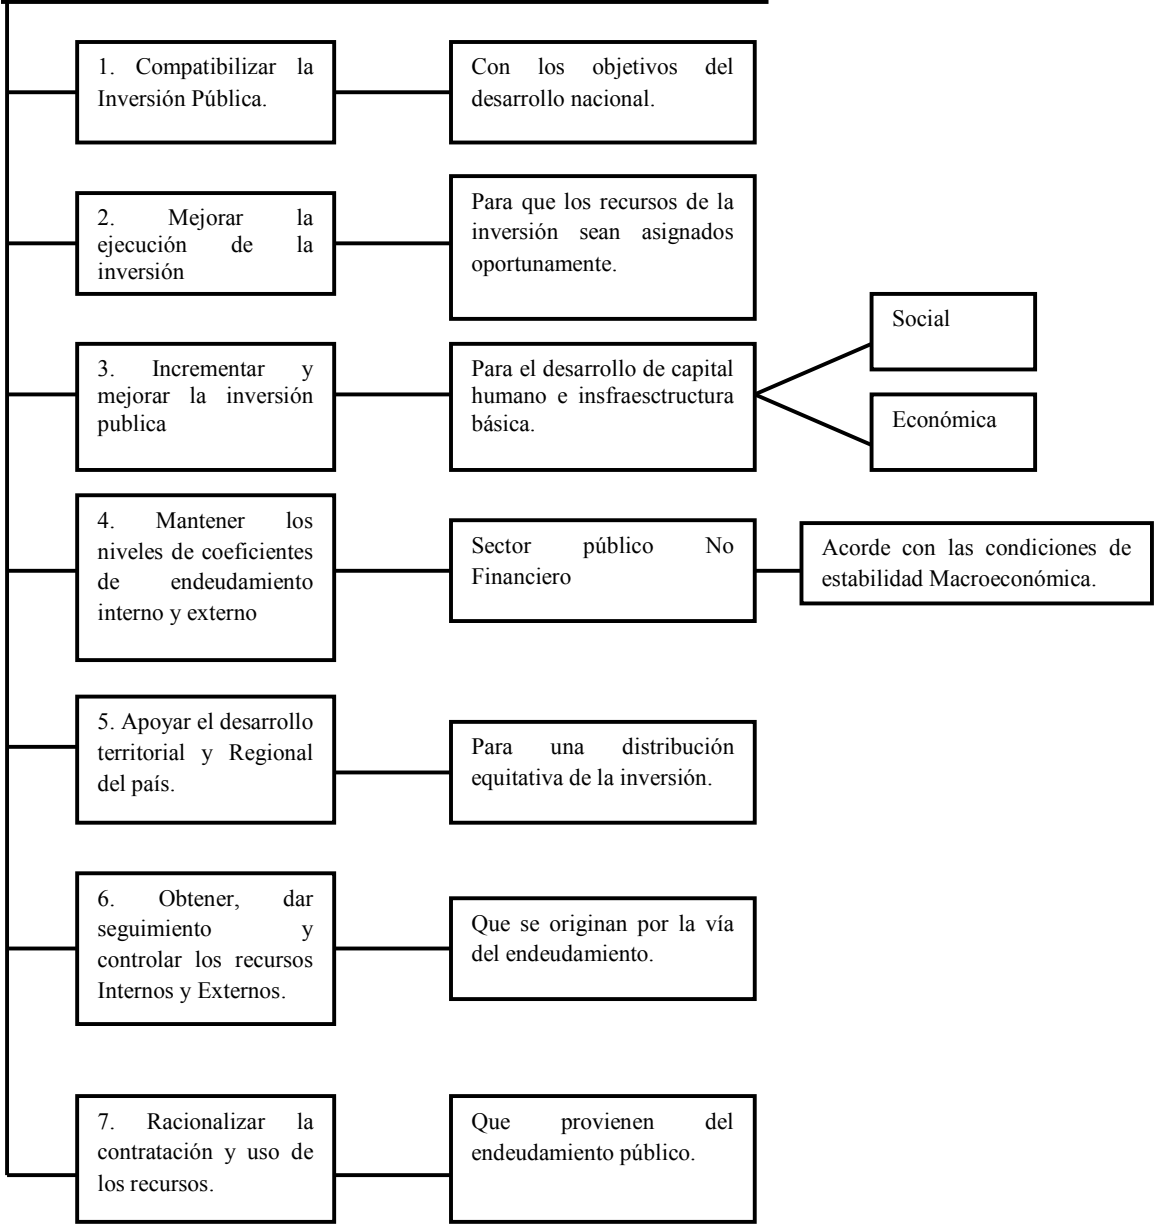 1. Compatibilizar la
Inversión Pública.
Con los objetivos del
desarrollo nacional.
2. Mejorar la
ejecución de la
inversión
Para que los recursos de la
inversión sean asignados
oportunamente.
3. Incrementar y
mejorar la inversión
publica
Para el desarrollo de capital
humano e insfraesctructura
básica.
Social
Económica
4. Mantener los
niveles de coeficientes
de endeudamiento
interno y externo
Sector público No
Financiero
Acorde con las condiciones de
estabilidad Macroeconómica.
5. Apoyar el desarrollo
territorial y Regional
del país.
Para una distribución
equitativa de la inversión.
6. Obtener, dar
seguimiento y
controlar los recursos
Internos y Externos.
Que se originan por la vía
del endeudamiento.
7. Racionalizar la
contratación y uso de
los recursos.
Que provienen del
endeudamiento público.